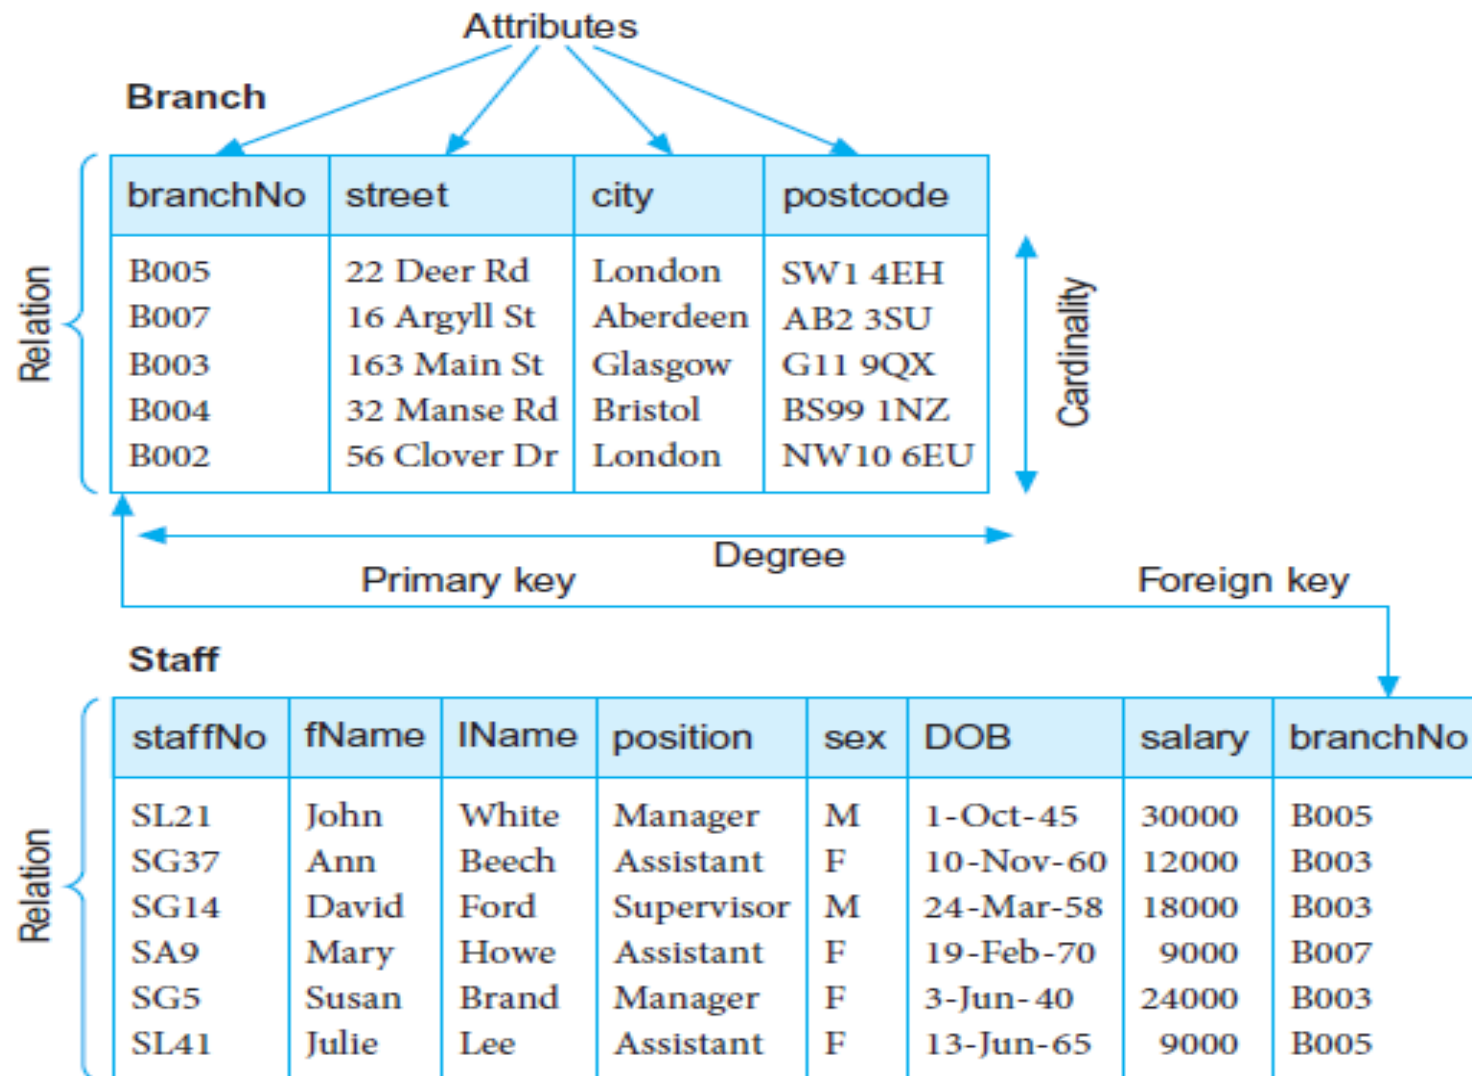 Attributes
Branch
branchNo street city postcode
B005 22 Deer Rd London SW1 4EH
B007 16 Argyll St Aberdeen AB2 3SU
B003 163 Main St Glasgow G11 9QX
B004 32 Manse Rd Bristol BS99 1NZ
B002 56 Clover Dr London NW10 6EU
Relation
Cardinality
Degree
Primary key
Foreign key
Staff
staffNo fName lName position sex DOB salary branchNo
SL21 John White Manager M 1-Oct-45 30000 B005
SG37 Ann Beech Assistant F 10-Nov-60 12000 B003
SG14 David Ford Supervisor M 24-Mar-58 18000 B003
SA9 Mary Howe Assistant F 19-Feb-70 9000 B007
SG5 Susan Brand Manager F 3-Jun-40 24000 B003
SL41 Julie Lee Assistant F 13-Jun-65 9000 B005
Relation